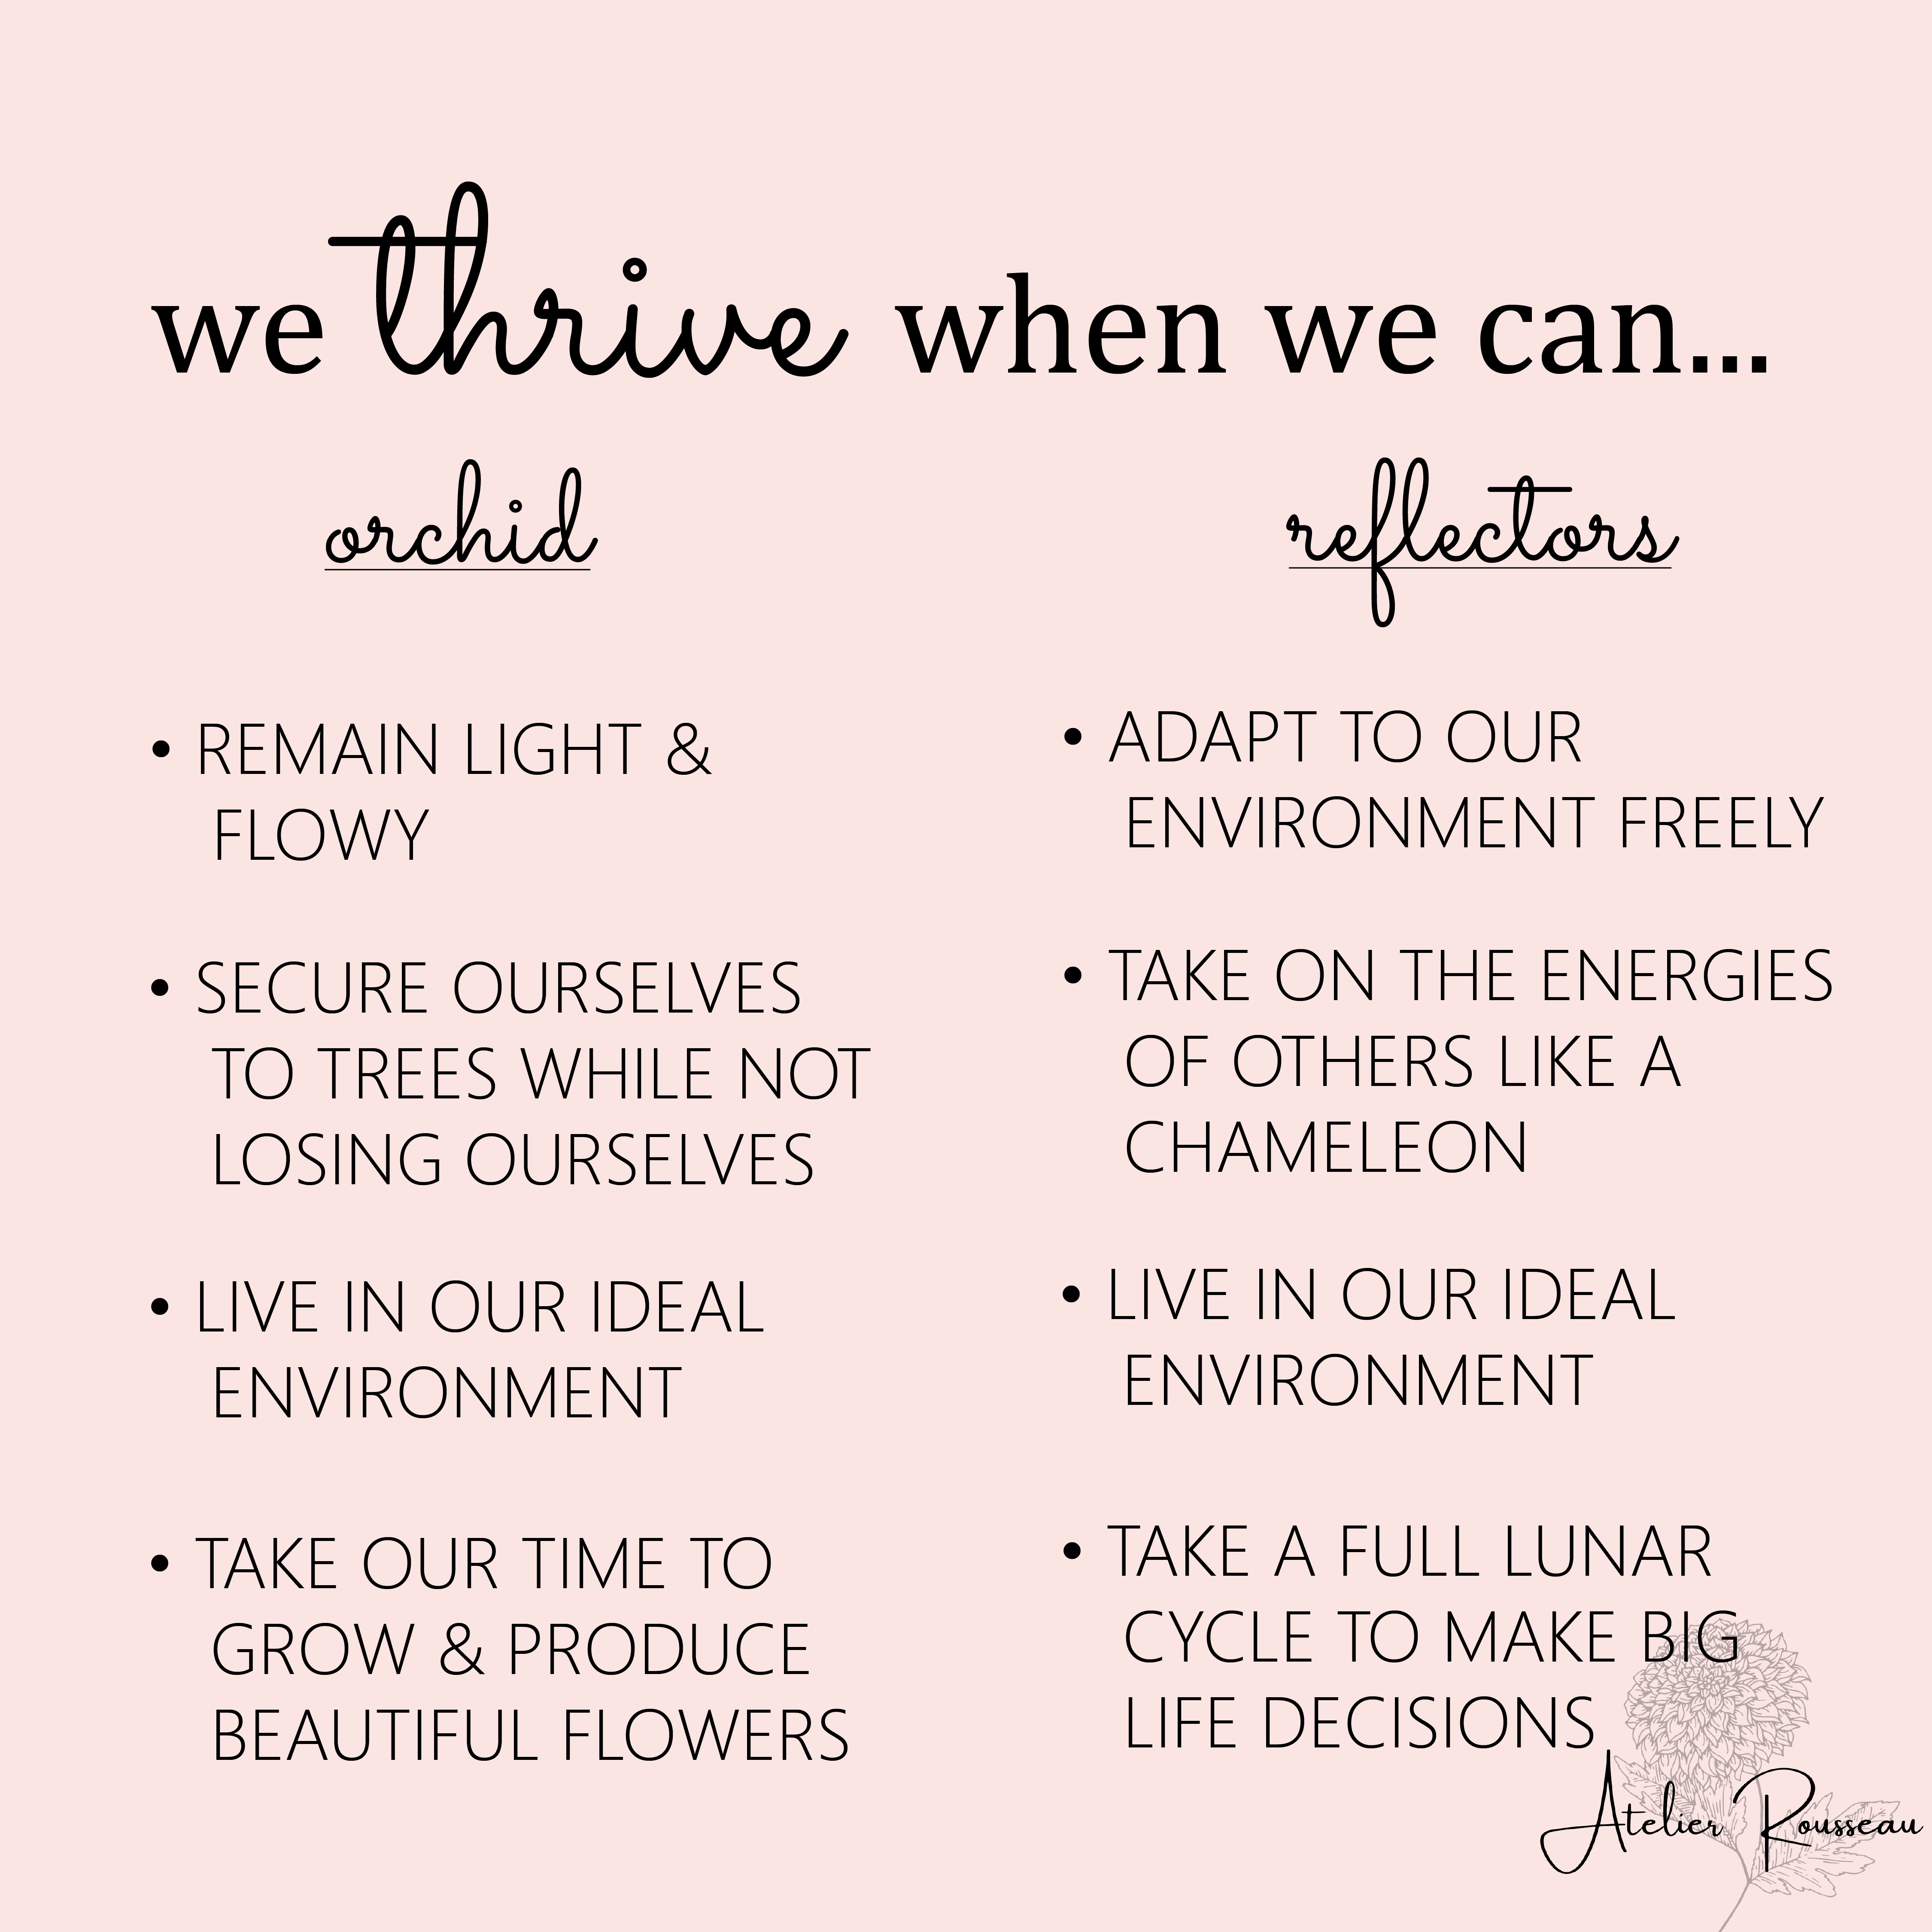 we thrive when we can...
orchid
• REMAIN LIGHT &
FLOWY
• SECURE OURSELVES
TO TREES WHILE NOT
LOSING OURSELVES
• LIVE IN OUR IDEAL
ENVIRONMENT
• TAKE OUR TIME TO
GROW & PRODUCE
BEAUTIFUL FLOWERS
reflectors
• ADAPT TO OUR
ENVIRONMENT FREELY
• TAKE ON THE ENERGIES
OF OTHERS LIKE A
CHAMELEON
• LIVE IN OUR IDEAL
ENVIRONMENT
• TAKE A FULL LUNAR
CYCLE TO MAKE BIG
LIFE DECISIONS
Atelier Rousseau